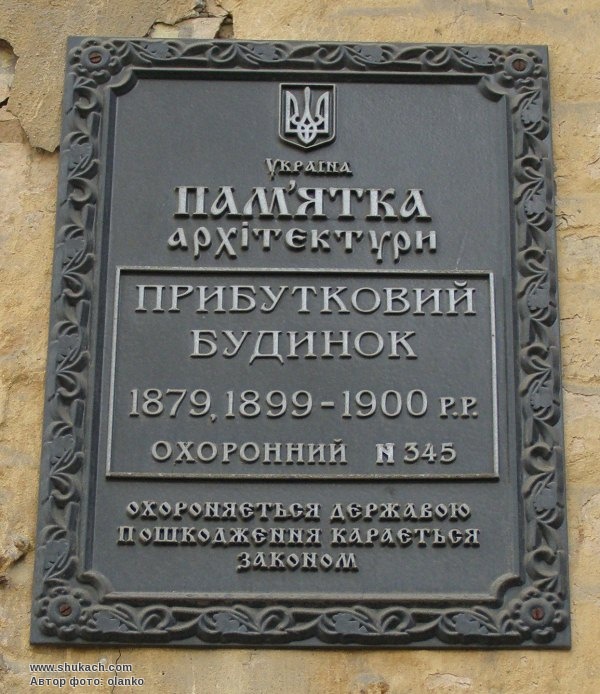 Україна
ПАМ'ЯТКА
архітектури
ПРИБУТКОВИЙ
БУДИНОК
1879, 1899 - 1900 Р.Р.
ОХОРОННИЙ N 345
ОХОРОНЯЄТЬСЯ ДЕРЖАВОЮ
ПОШКОДЖЕННЯ КАРАЄТЬСЯ
ЗАКОНОМ
www.shukach.com
Автор фото: olanko